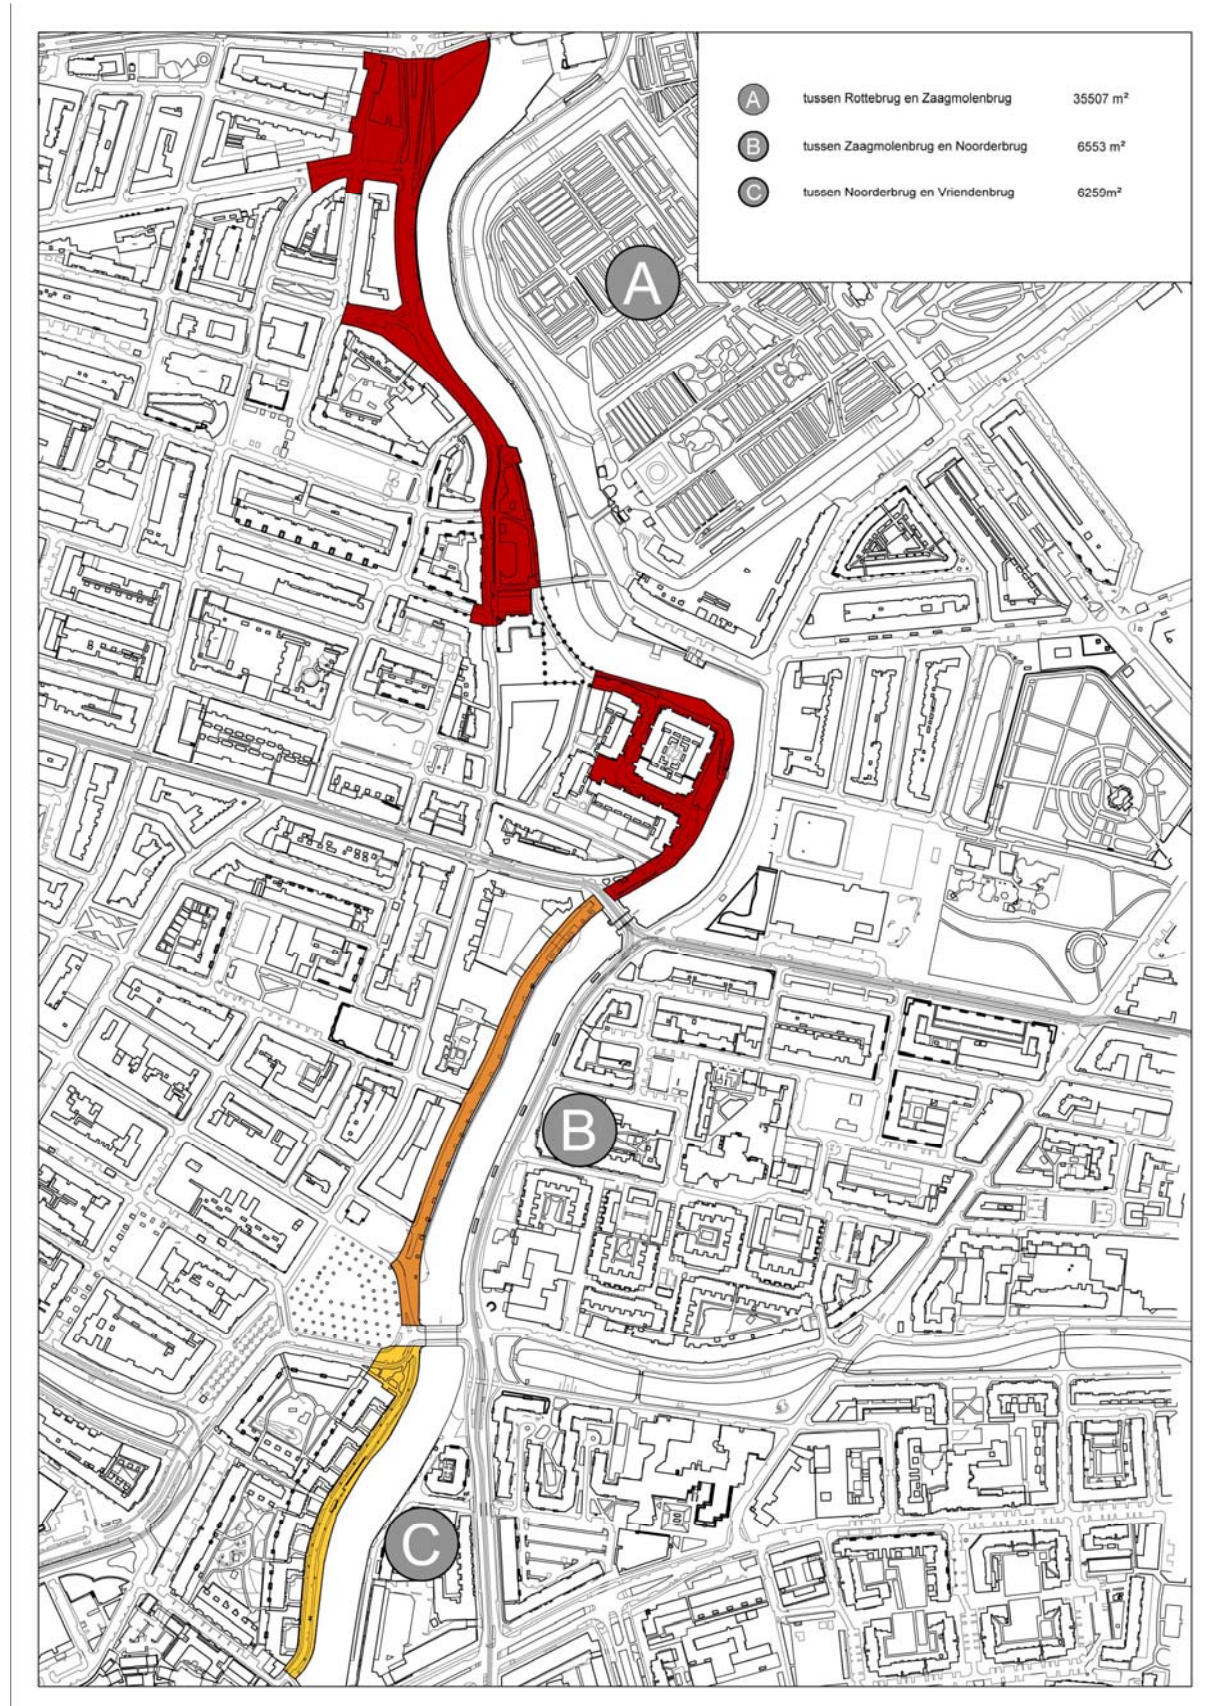 A tussen Rottebrug en Zaagmolenbrug 35507 m²
B tussen Zaagmolenbrug en Noorderbrug 6553 m²
C tussen Noorderbrug en Vriendenbrug 6259m²
A
B
C